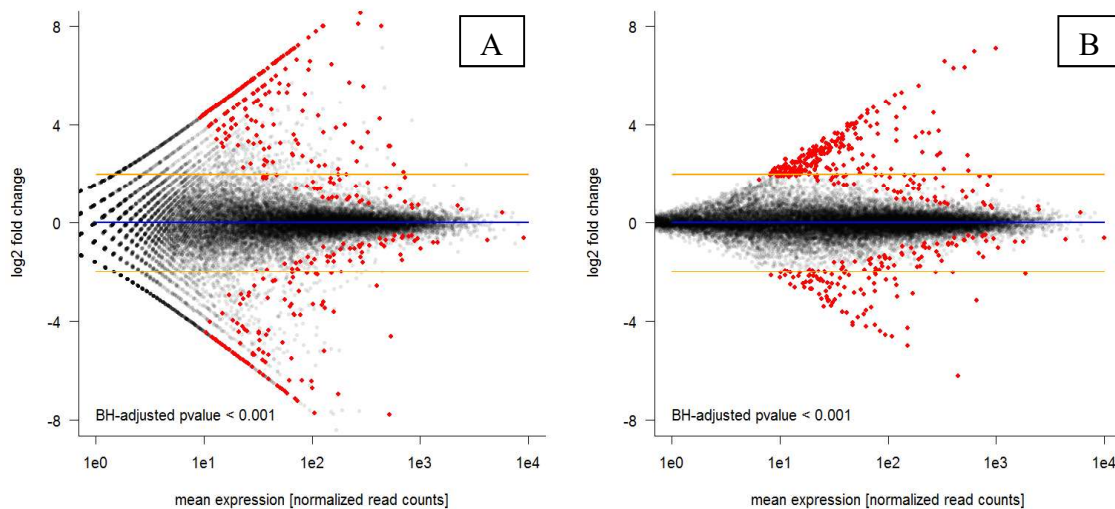 A
B
log2 fold change
8
4
0
-4
-8
BH-adjusted pvalue < 0.001
1e0 1e1 1e2 1e3 1e4
mean expression [normalized read counts]
log2 fold change
8
4
0
-4
-8
BH-adjusted pvalue < 0.001
1e0 1e1 1e2 1e3 1e4
mean expression [normalized read counts]